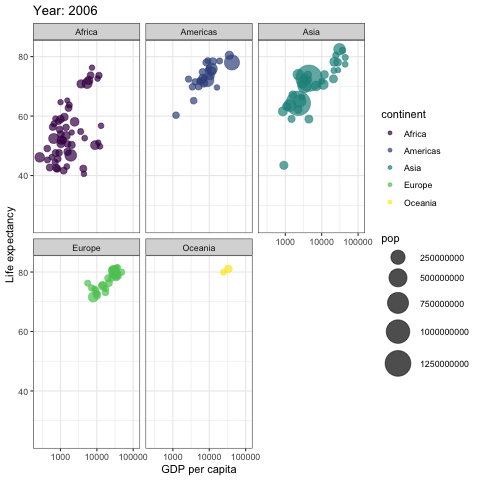 Year: 2006
Africa
Americas
Asia
80
60
40
1000
10000
100000
Europe
Oceania
80
60
40
1000
10000
100000
1000
10000
100000
Life expectancy
GDP per capita
continent
Africa
Americas
Asia
Europe
Oceania
pop
250000000
500000000
750000000
1000000000
1250000000